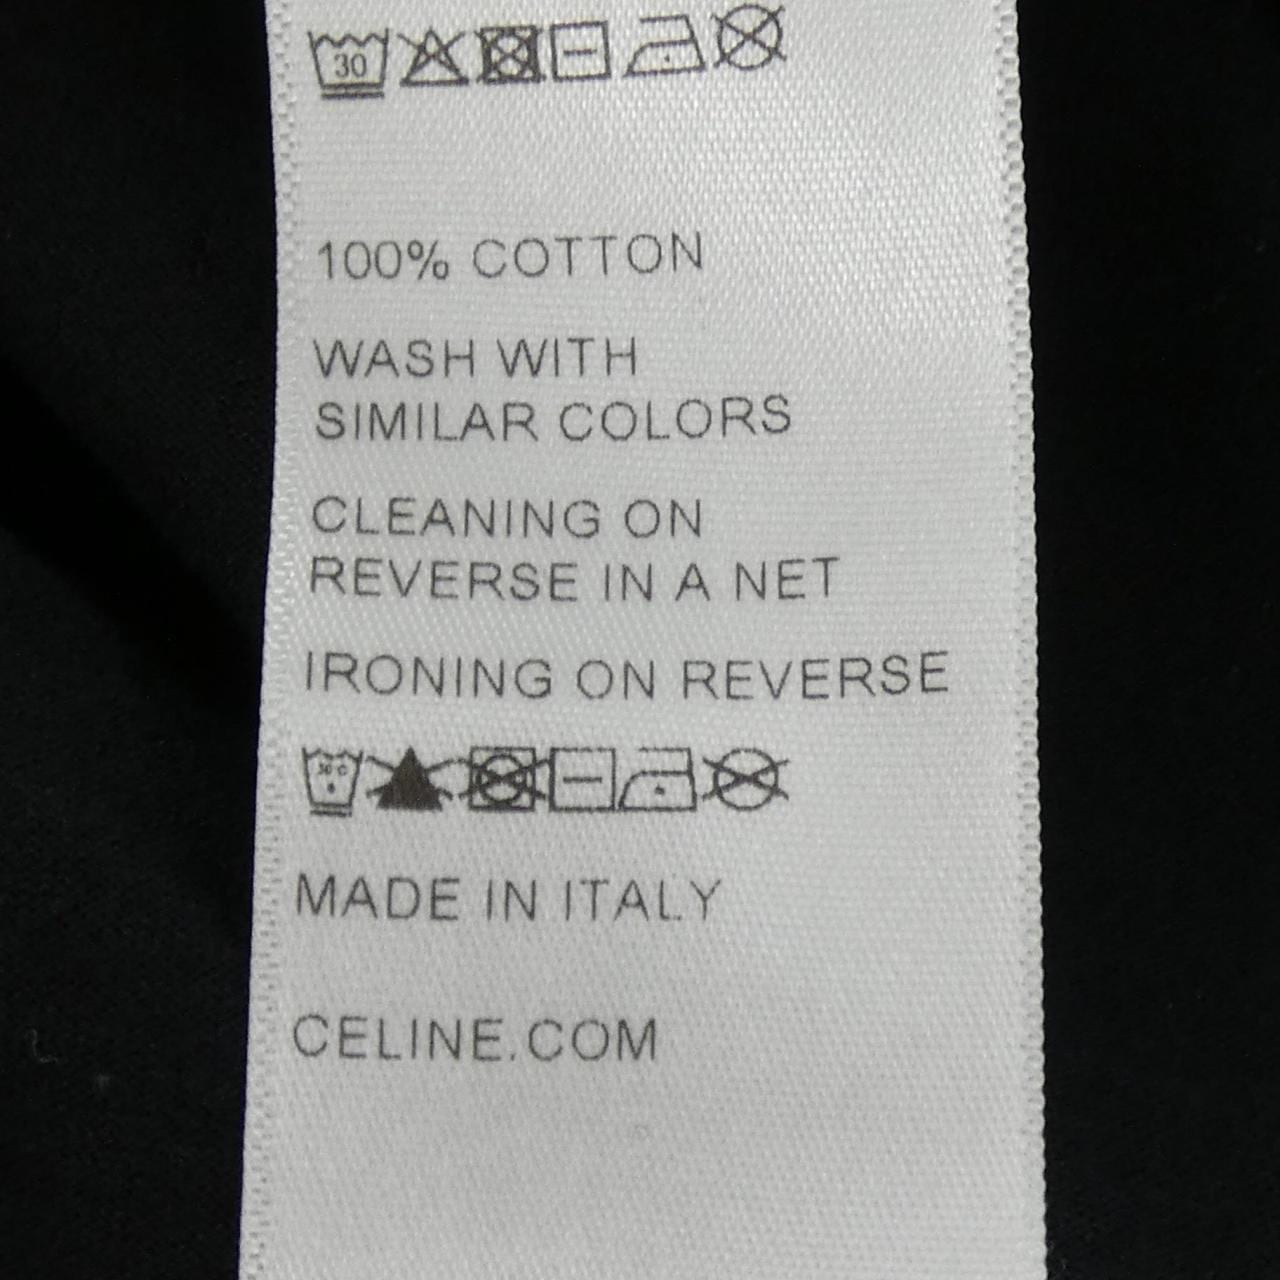 30
100% COTTON
WASH WITH
SIMILAR COLORS
CLEANING ON
REVERSE IN A NET
IRONING ON REVERSE
30 C
MADE IN ITALY
CELINE.COM